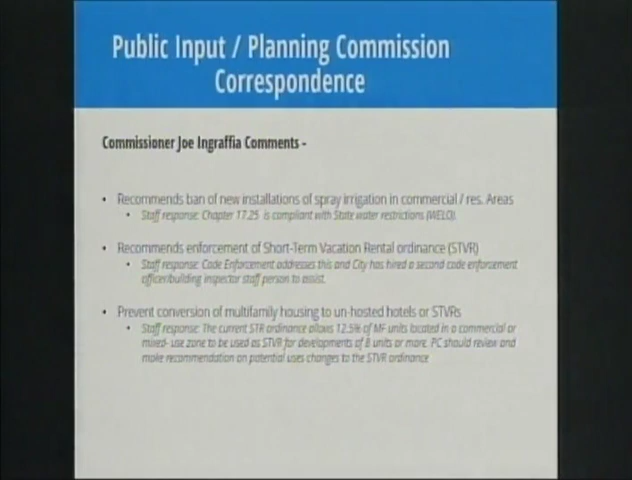 Public Input / Planning Commission
Correspondence
Commissioner Joe Ingraffia Comments -
• Recommends ban of new installations of spray irrigation in commercial / res. Areas
• Staff response: Chapter 17.25 is compliant with State water restrictions (WELO).
• Recommends enforcement of Short-Term Vacation Rental ordinance (STVR)
• Staff response: Code Enforcement addresses this and City has hired a second code enforcement
officer/building inspector staff person to assist.
• Prevent conversion of multifamily housing to un-hosted hotels or STVRs
• Staff response: The current STR ordinance allows 12.5% of MF units located in a commercial or
mixed- use zone to be used as STVR for developments of 8 units or more. PC should review and
make recommendation on potential uses changes to the STVR ordinance